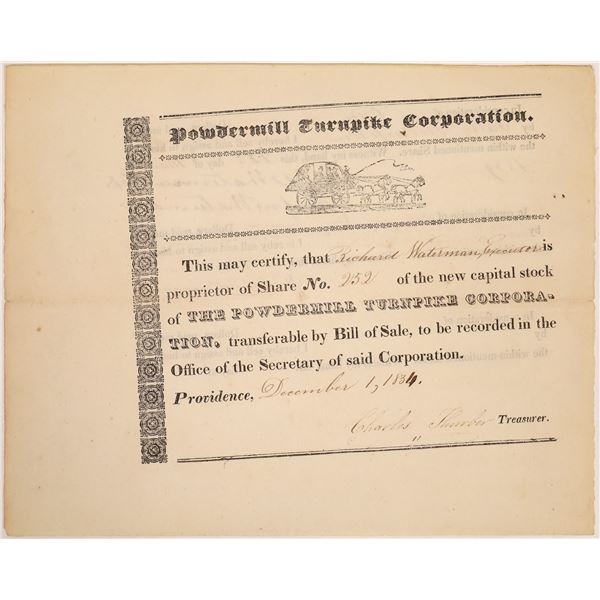 Powdermill Turnpike Corporation.
This may certify, that Richard Waterman, Executor is
proprietor of Share No. 252 of the new capital stock
of THE POWDERMILL TURNPIKE CORPORA-
TION, transferable by Bill of Sale, to be recorded in the
Office of the Secretary of said Corporation.
Providence, December 1, 1834.
Charles Thurber Treasurer.